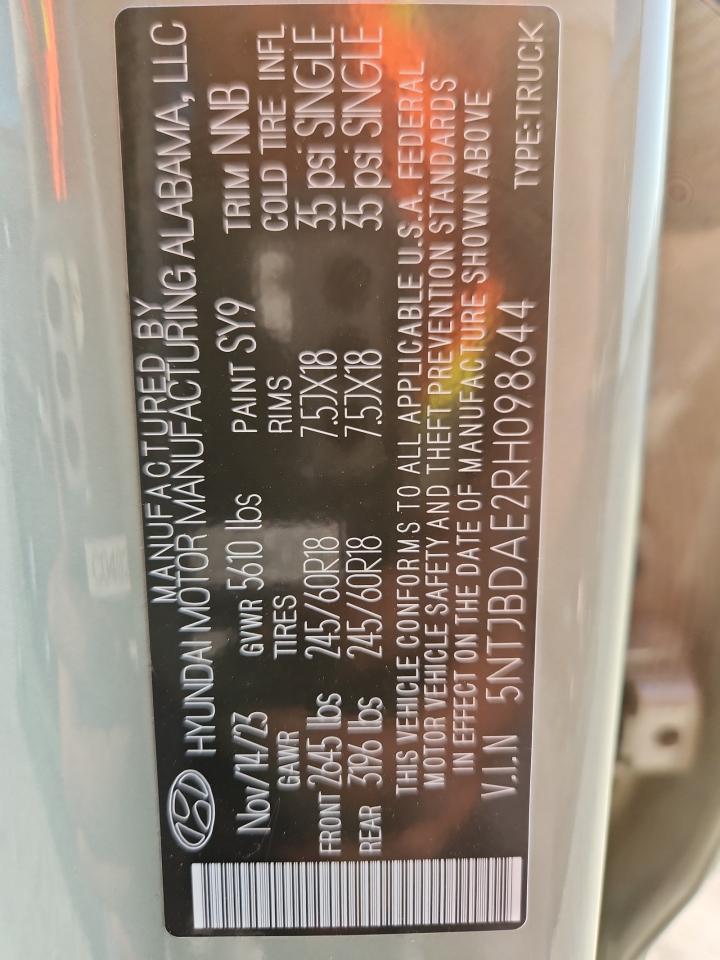 MANUFACTURED BY
HYUNDAI MOTOR MANUFACTURING ALABAMA, LLC
Nov/14/23 GVWR 5610 lbs PAINT SY9 TRIM NNB
GAWR TIRES RIMS COLD TIRE INFL
FRONT 2645 lbs 245/60R18 7.5JX18 35 psi SINGLE
REAR 3196 lbs 245/60R18 7.5JX18 35 psi SINGLE
THIS VEHICLE CONFORMS TO ALL APPLICABLE U.S.A. FEDERAL
MOTOR VEHICLE SAFETY AND THEFT PREVENTION STANDARDS
IN EFFECT ON THE DATE OF MANUFACTURE SHOWN ABOVE
V.I.N 5NTJBDAE2RH098644 TYPE:TRUCK